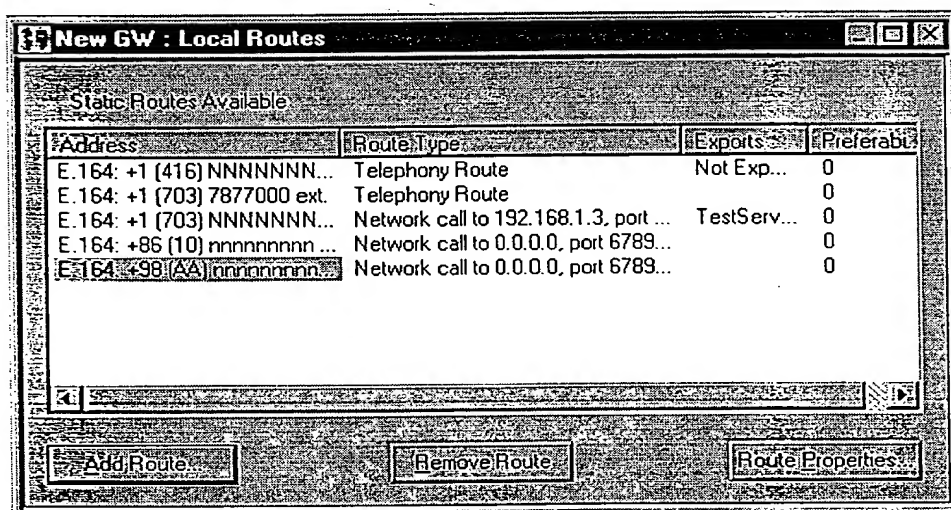 New GW : Local Routes
Static Routes Available
Address Route Type Exports Preferabi
E.164: +1 (416) NNNNNNN... Telephony Route Not Exp... 0
E.164: +1 (703) 7877000 ext. Telephony Route 0
E.164: +1 (703) NNNNNNN... Network call to 192.168.1.3, port ... TestServ... 0
E.164: +86 (10) nnnnnnnnn ... Network call to 0.0.0.0, port 6789... 0
E.164: +98 (AA) nnnnnnnnn... Network call to 0.0.0.0, port 6789... 0
Add Route... Remove Route Route Properties...